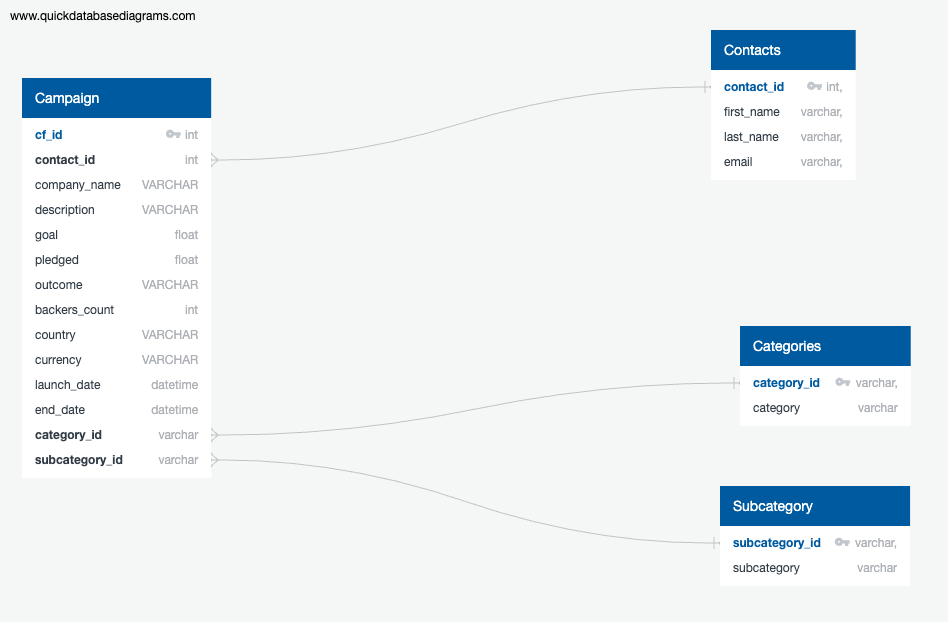 www.quickdatabasediagrams.com
Campaign
cf_id int
contact_id int
company_name VARCHAR
description VARCHAR
goal float
pledged float
outcome VARCHAR
backers_count int
country VARCHAR
currency VARCHAR
launch_date datetime
end_date datetime
category_id varchar
subcategory_id varchar
Contacts
contact_id int,
first_name varchar,
last_name varchar,
email varchar,
Categories
category_id varchar,
category varchar
Subcategory
subcategory_id varchar,
subcategory varchar